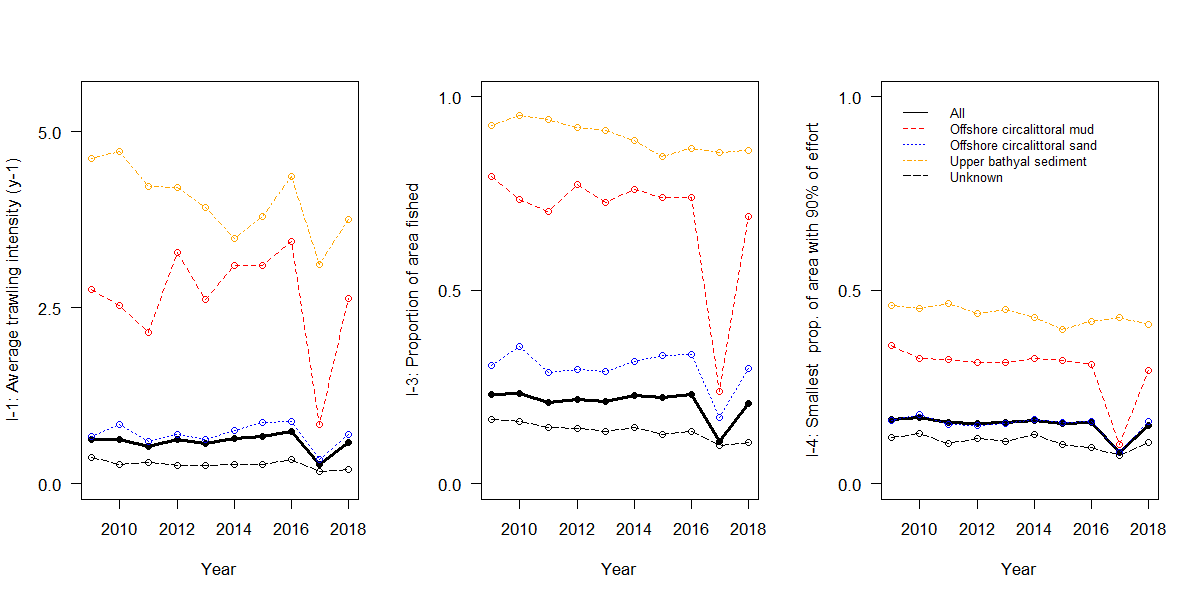 I-1: Average trawling intensity (y-1)
5.0
2.5
0.0
2010 2012 2014 2016 2018
Year
I-3: Proportion of area fished
1.0
0.5
0.0
2010 2012 2014 2016 2018
Year
I-4: Smallest prop. of area with 90% of effort
1.0
0.5
0.0
All
Offshore circalittoral mud
Offshore circalittoral sand
Upper bathyal sediment
Unknown
2010 2012 2014 2016 2018
Year